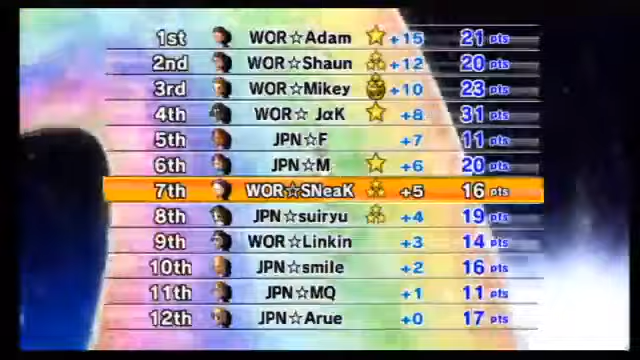 1st WOR☆Adam +15 21 pts
2nd WOR☆Shaun +12 20 pts
3rd WOR☆Mikey +10 23 pts
4th WOR☆ JαK +8 31 pts
5th JPN☆F +7 11 pts
6th JPN☆M +6 20 pts
7th WOR☆SNeaK +5 16 pts
8th JPN☆suiryu +4 19 pts
9th WOR☆Linkin +3 14 pts
10th JPN☆smile +2 16 pts
11th JPN☆MQ +1 11 pts
12th JPN☆Arue +0 17 pts